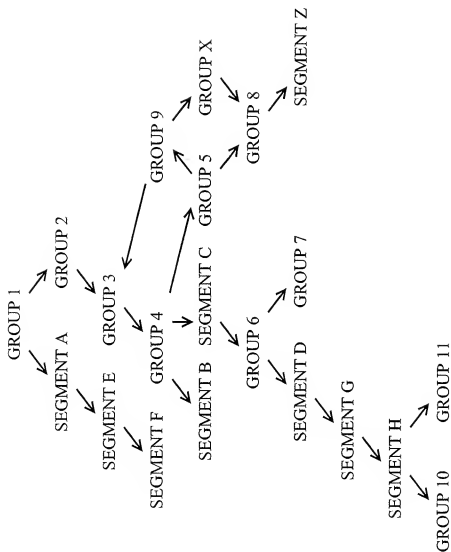 GROUP 1
SEGMENT A
GROUP 2
SEGMENT E
GROUP 3
SEGMENT F
GROUP 4
GROUP 9
SEGMENT B
SEGMENT C
GROUP 5
GROUP X
GROUP 6
GROUP 8
SEGMENT D
GROUP 7
SEGMENT Z
SEGMENT G
SEGMENT H
GROUP 10
GROUP 11